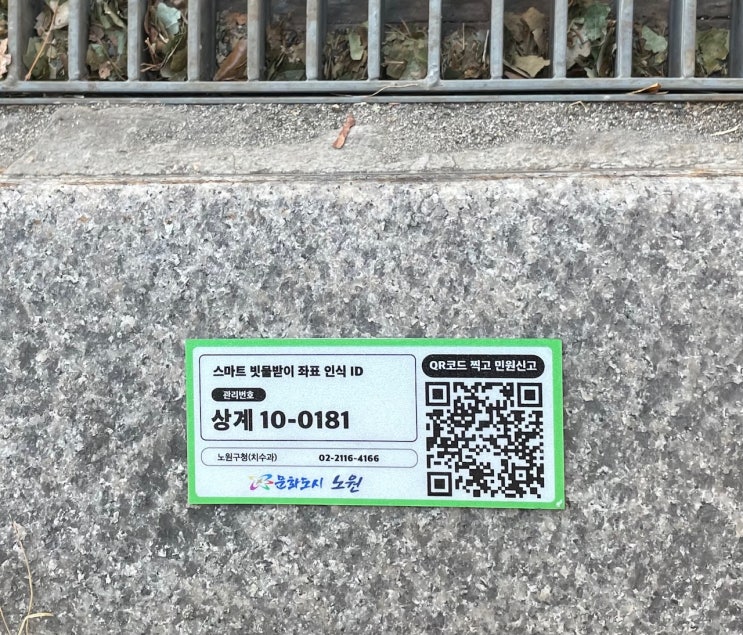 스마트 빗물받이 좌표 인식 ID
관리번호
상계 10-0181
노원구청(치수과) 02-2116-4166
문화도시 노원
QR코드 찍고 민원신고